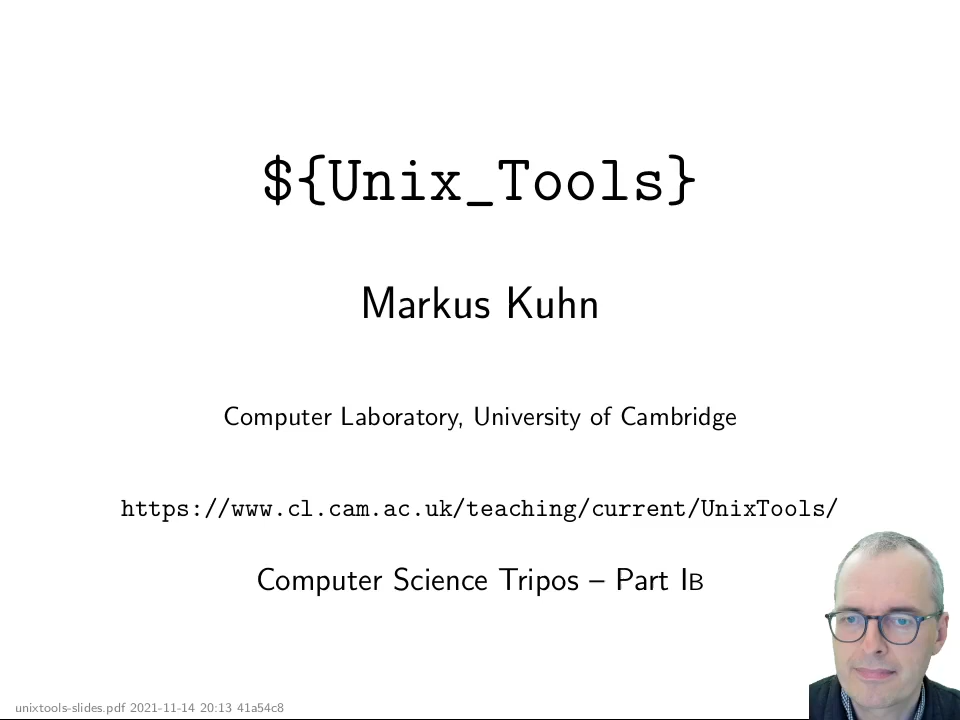 ${Unix_Tools}
Markus Kuhn
Computer Laboratory, University of Cambridge
https://www.cl.cam.ac.uk/teaching/current/UnixTools/
Computer Science Tripos – Part IB
unixtools-slides.pdf 2021-11-14 20:13 41a54c8